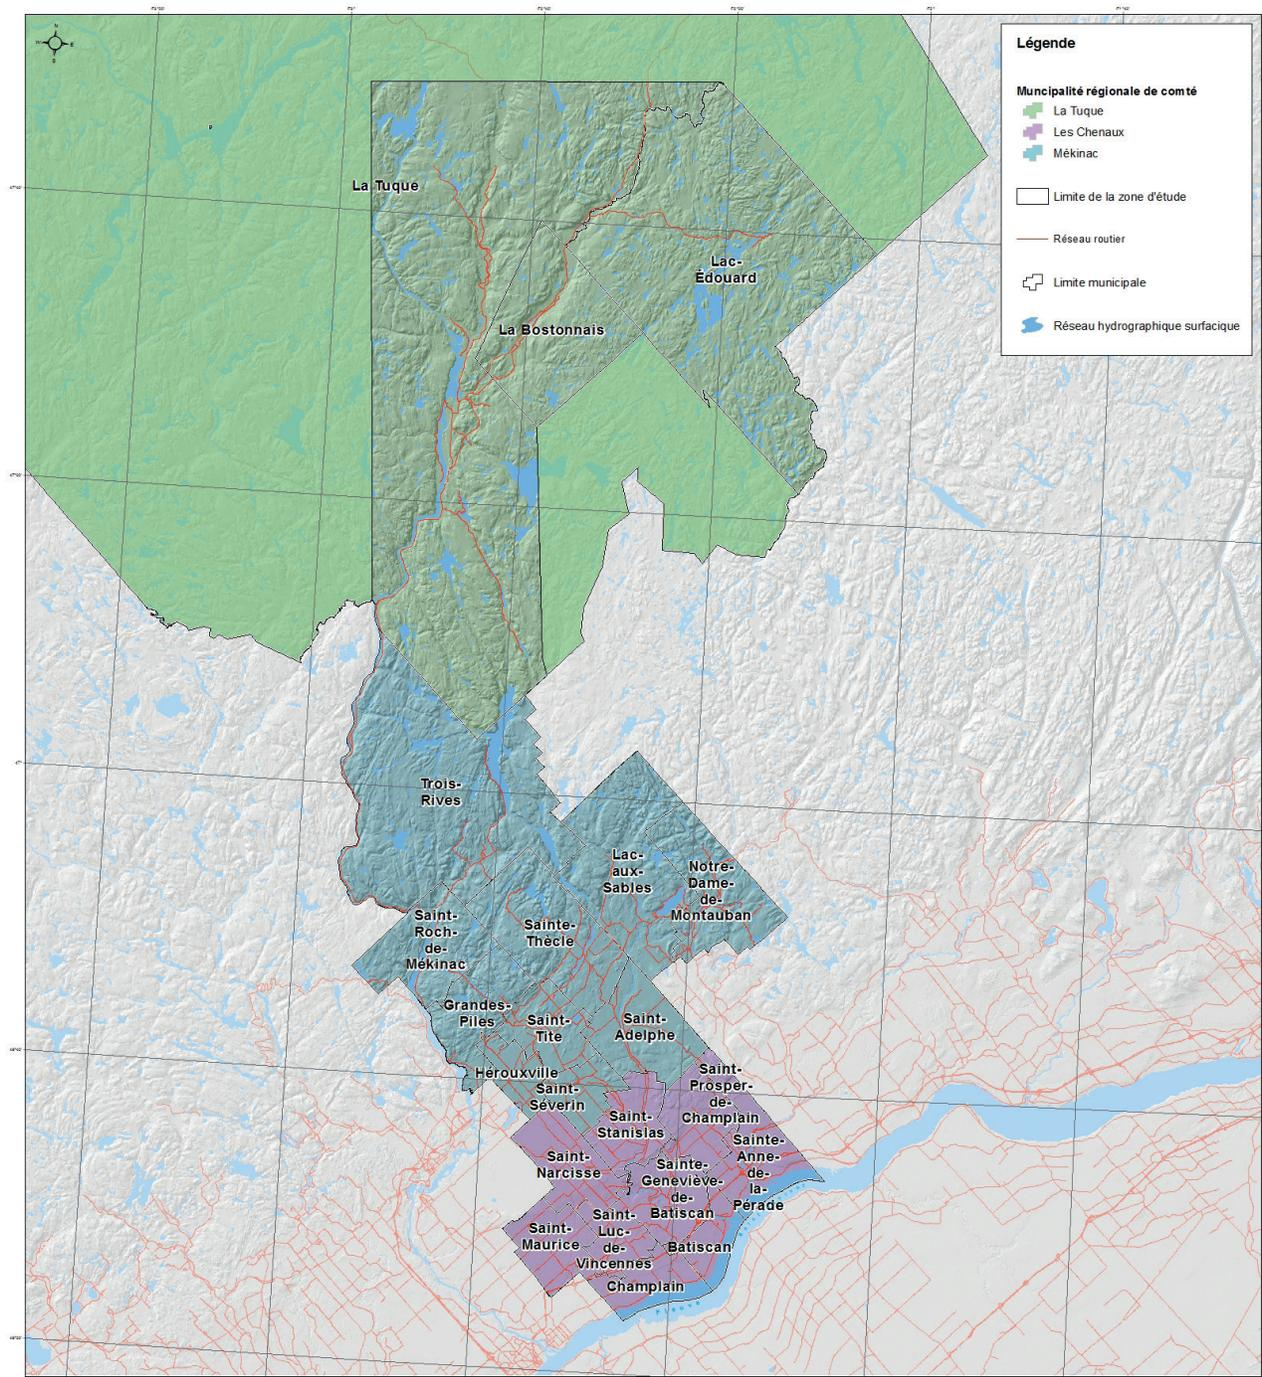 Légende
Muncipalité régionale de comté
La Tuque
Les Chenaux
Mékinac
Limite de la zone d'étude
Réseau routier
Limite municipale
Réseau hydrographique surfacique
N
E
S
La Tuque
Lac-
Édouard
La Bostonnais
Trois-
Rives
Lac-
aux-
Sables
Notre-
Dame-
de-
Montauban
Saint-
Roch-
de-
Mékinac
Sainte-
Thècle
Grandes-
Piles
Saint-
Tite
Saint-
Adelphe
Hérouxville
Saint-
Séverin
Saint-
Prosper-
de-
Champlain
Saint-
Stanislas
Sainte-
Anne-
de-
la-
Pérade
Saint-
Narcisse
Sainte-
Geneviève-
de-
Batiscan
Saint-
Maurice
Saint-
Luc-
de-
Vincennes
Batiscan
Champlain
Fleuve